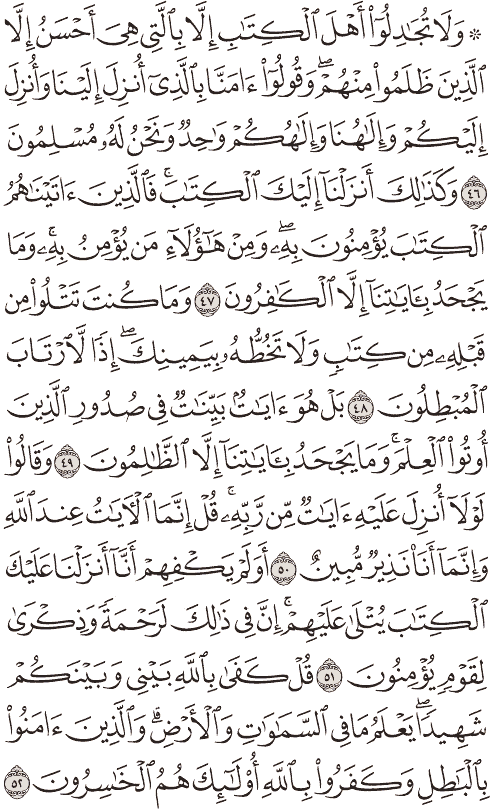 ۞ وَلَا تُجَـٰدِلُوٓا۟ أَهْلَ ٱلْكِتَـٰبِ إِلَّا بِٱلَّتِى هِىَ أَحْسَنُ إِلَّا
ٱلَّذِينَ ظَلَمُوا۟ مِنْهُمْ ۖ وَقُولُوٓا۟ ءَامَنَّا بِٱلَّذِىٓ أُنزِلَ إِلَيْنَا وَأُنزِلَ
إِلَيْكُمْ وَإِلَـٰهُنَا وَإِلَـٰهُكُمْ وَٰحِدٌ وَنَحْنُ لَهُۥ مُسْلِمُونَ
﴿٤٦﴾ وَكَذَٰلِكَ أَنزَلْنَآ إِلَيْكَ ٱلْكِتَـٰبَ ۚ فَٱلَّذِينَ ءَاتَيْنَـٰهُمُ
ٱلْكِتَـٰبَ يُؤْمِنُونَ بِهِۦ ۖ وَمِنْ هَـٰٓؤُلَآءِ مَن يُؤْمِنُ بِهِۦ ۚ وَمَا
يَجْحَدُ بِـَٔايَـٰتِنَآ إِلَّا ٱلْكَـٰفِرُونَ ﴿٤٧﴾ وَمَا كُنتَ تَتْلُوا۟ مِن
قَبْلِهِۦ مِن كِتَـٰبٍ وَلَا تَخُطُّهُۥ بِيَمِينِكَ ۖ إِذًا لَّٱرْتَابَ
ٱلْمُبْطِلُونَ ﴿٤٨﴾ بَلْ هُوَ ءَايَـٰتٌۢ بَيِّنَـٰتٌ فِى صُدُورِ ٱلَّذِينَ
أُوتُوا۟ ٱلْعِلْمَ ۚ وَمَا يَجْحَدُ بِـَٔايَـٰتِنَآ إِلَّا ٱلظَّـٰلِمُونَ ﴿٤٩﴾ وَقَالُوا۟
لَوْلَآ أُنزِلَ عَلَيْهِ ءَايَـٰتٌ مِّن رَّبِّهِۦ ۖ قُلْ إِنَّمَا ٱلْـَٔايَـٰتُ عِندَ ٱللَّهِ
وَإِنَّمَآ أَنَا۠ نَذِيرٌ مُّبِينٌ ﴿٥٠﴾ أَوَلَمْ يَكْفِهِمْ أَنَّآ أَنزَلْنَا عَلَيْكَ
ٱلْكِتَـٰبَ يُتْلَىٰ عَلَيْهِمْ ۚ إِنَّ فِى ذَٰلِكَ لَرَحْمَةً وَذِكْرَىٰ
لِقَوْمٍ يُؤْمِنُونَ ﴿٥١﴾ قُلْ كَفَىٰ بِٱللَّهِ بَيْنِى وَبَيْنَكُمْ
شَهِيدًا ۖ يَعْلَمُ مَا فِى ٱلسَّمَـٰوَٰتِ وَٱلْأَرْضِ ۗ وَٱلَّذِينَ ءَامَنُوا۟
بِٱلْبَـٰطِلِ وَكَفَرُوا۟ بِٱللَّهِ أُو۟لَـٰٓئِكَ هُمُ ٱلْخَـٰسِرُونَ ﴿٥٢﴾